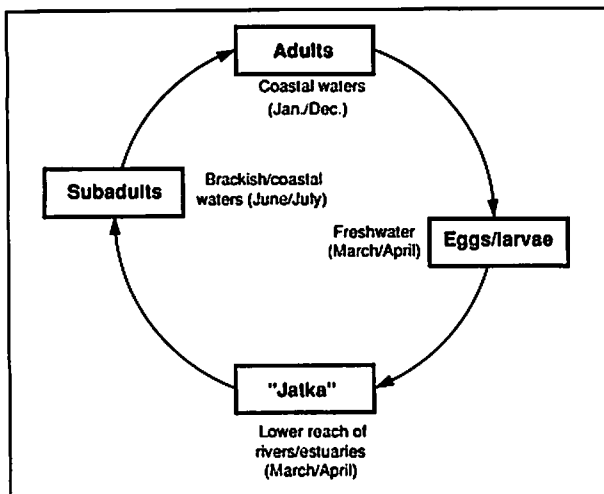 Adults
Coastal waters
(Jan./Dec.)
Subadults
Brackish/coastal
waters (June/July)
Freshwater
(March/April)
Eggs/larvae
"Jatka"
Lower reach of
rivers/estuaries
(March/April)